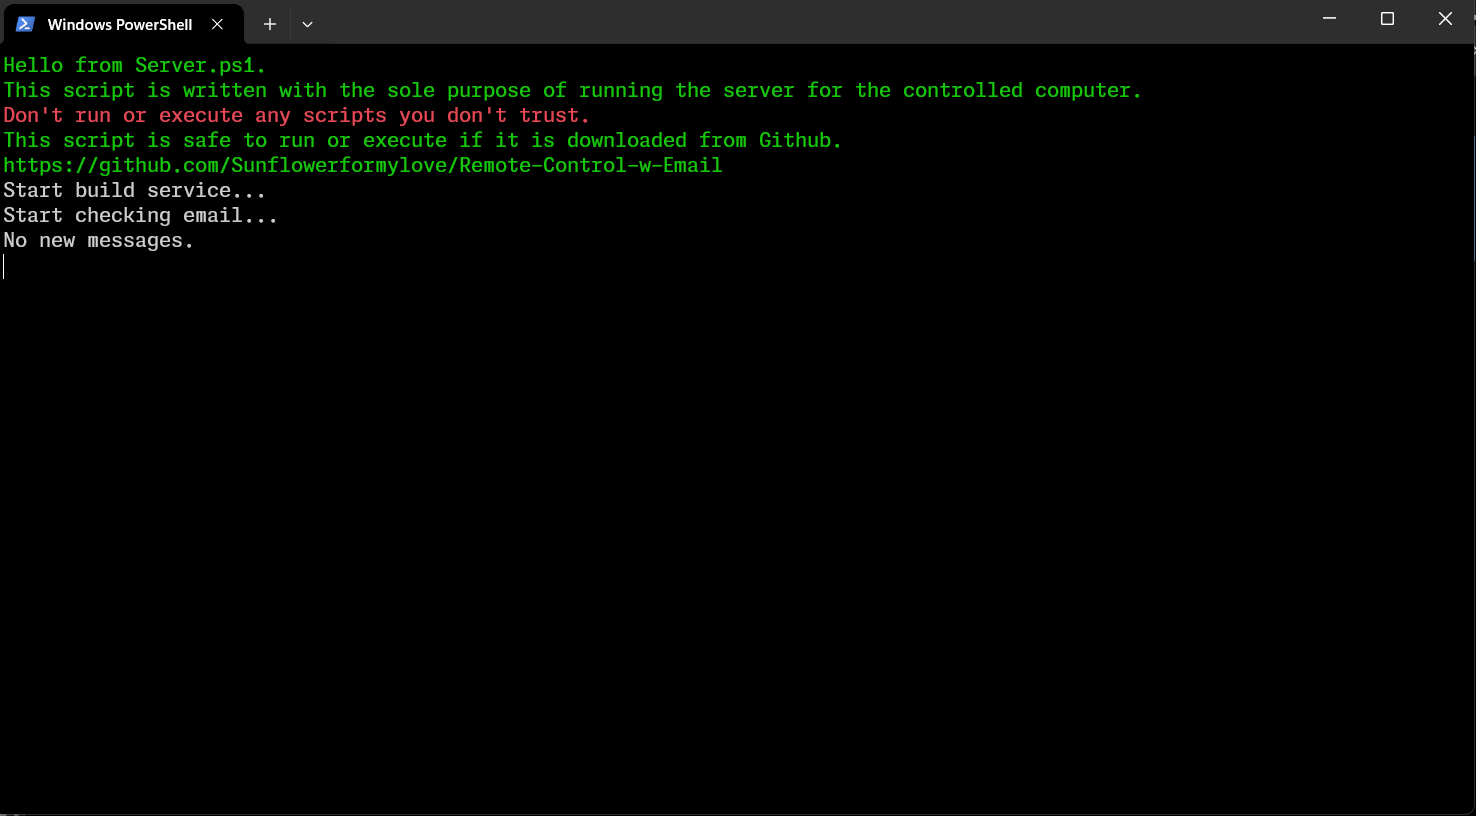 Windows PowerShell
Hello from Server.ps1.
This script is written with the sole purpose of running the server for the controlled computer.
Don't run or execute any scripts you don't trust.
This script is safe to run or execute if it is downloaded from Github.
https://github.com/Sunflowerformylove/Remote-Control-w-Email
Start build service...
Start checking email...
No new messages.